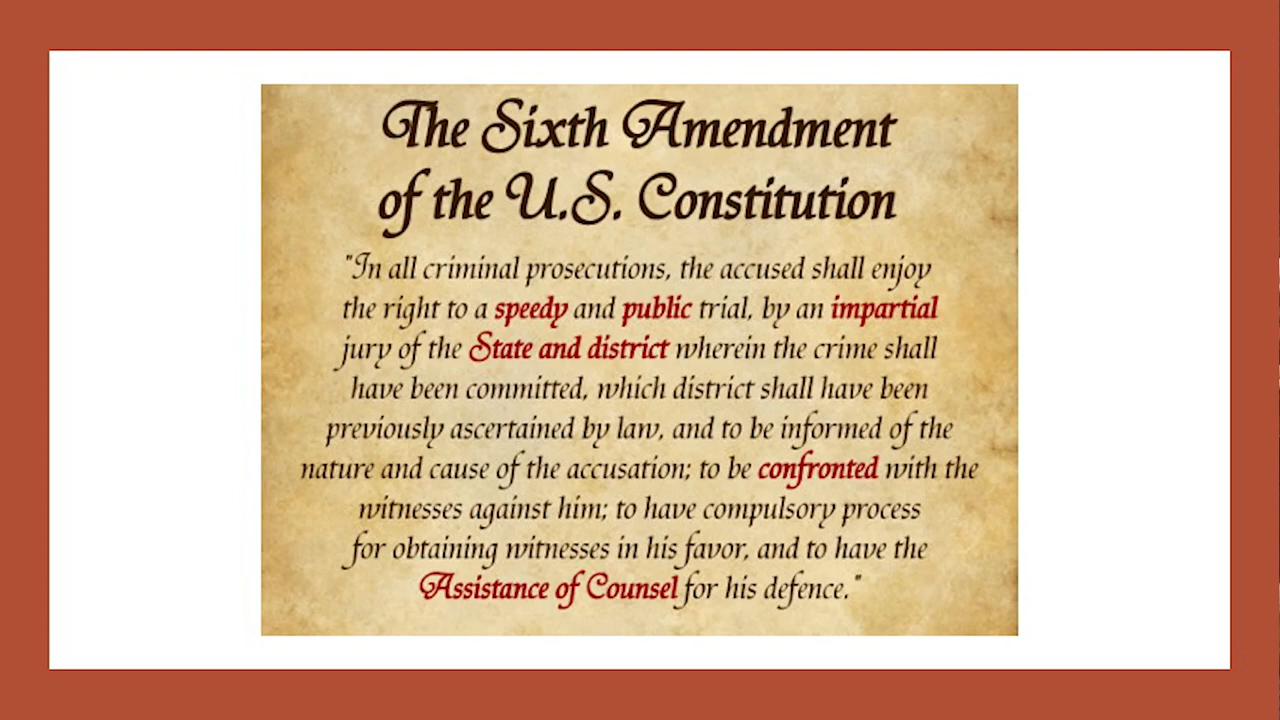 The Sixth Amendment
of the U.S. Constitution
"In all criminal prosecutions, the accused shall enjoy
the right to a speedy and public trial, by an impartial
jury of the State and district wherein the crime shall
have been committed, which district shall have been
previously ascertained by law, and to be informed of the
nature and cause of the accusation; to be confronted with the
witnesses against him; to have compulsory process
for obtaining witnesses in his favor, and to have the
Assistance of Counsel for his defence."